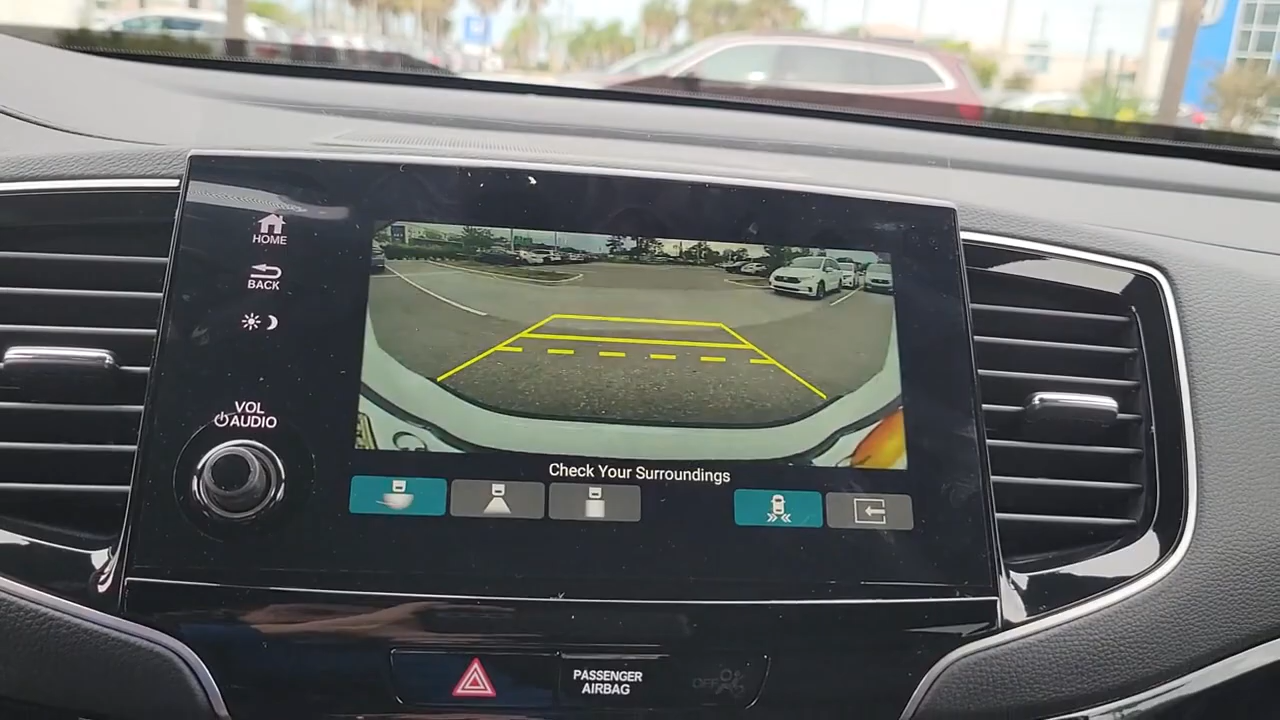 HOME
BACK
VOL
AUDIO
Check Your Surroundings
PASSENGER
AIRBAG
OFF